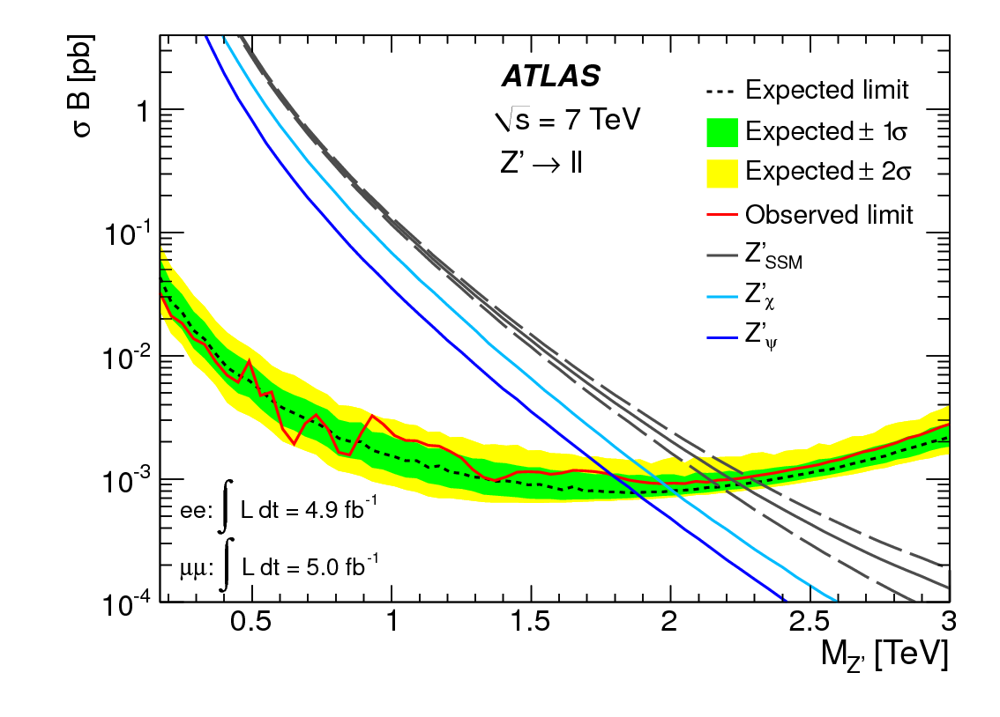 σ B [pb]
1
10⁻¹
10⁻²
10⁻³
10⁻⁴
ATLAS
√s = 7 TeV
Z’ → ll
Expected limit
Expected ± 1σ
Expected ± 2σ
Observed limit
Z’SSM
Z’χ
Z’ψ
ee: ∫ L dt = 4.9 fb⁻¹
μμ: ∫ L dt = 5.0 fb⁻¹
0.5 1 1.5 2 2.5 3
M_Z’ [TeV]